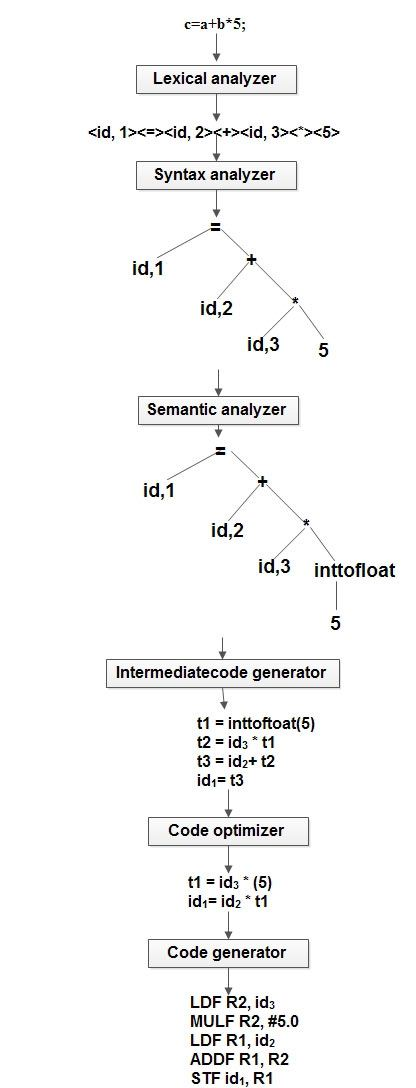 c=a+b*5;
Lexical analyzer
<id, 1><=><id, 2><+><id, 3><*><5>
Syntax analyzer
=
id,1
+
id,2
*
id,3
5
Semantic analyzer
=
id,1
+
id,2
*
id,3 inttofloat
5
Intermediatecode generator
t1 = inttoftoat(5)
t2 = id₃ * t1
t3 = id₂+ t2
id₁= t3
Code optimizer
t1 = id₃ * (5)
id₁= id₂ * t1
Code generator
LDF R2, id₃
MULF R2, #5.0
LDF R1, id₂
ADDF R1, R2
STF id₁, R1